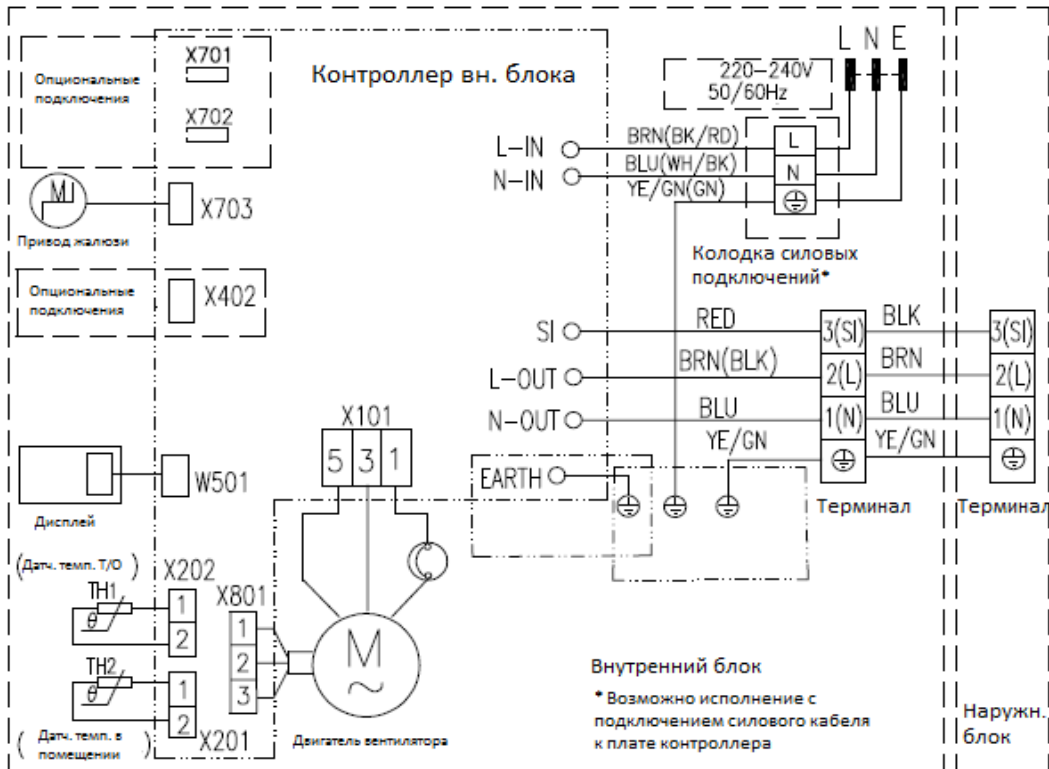 Опциональные
подключения
X701
X702
Контроллер вн. блока
L N E
220-240V
50/60Hz
L-IN
BRN(BK/RD)
L
N-IN
BLU(WH/BK)
N
YE/GN(GN)
M
X703
Привод жалюзи
Колодка силовых
подключений*
Опциональные
подключения
X402
SI
RED
3(SI)
BLK
3(SI)
L-OUT
BRN(BLK)
2(L)
BRN
2(L)
N-OUT
BLU
1(N)
BLU
1(N)
YE/GN
YE/GN
X101
5 3 1
EARTH
Терминал
Терминал
W501
Дисплей
(Датч. темп. Т/О)
X202
TH1
θ
1
2
X801
1
2
3
M
~
TH2
θ
1
2
X201
(Датч. темп. в
помещении)
Двигатель вентилятора
Внутренний блок
* Возможно исполнение с
подключением силового кабеля
к плате контроллера
Наружн.
блок